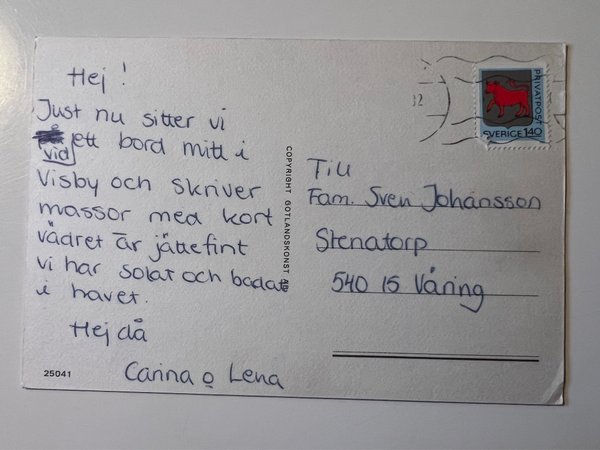 Hej!
Just nu sitter vi
vid ett bord mitt i
Visby och skriver
massor med kort
vädret är jättefint
vi har solat och badat
i havet.
Hej då
Carina o Lena
25041
COPYRIGHT GOTLANDSKONST AB
82
PRIVATPOST
SVERIGE 140
Till
Fam. Sven Johansson
Stenatorp
540 15 Våring